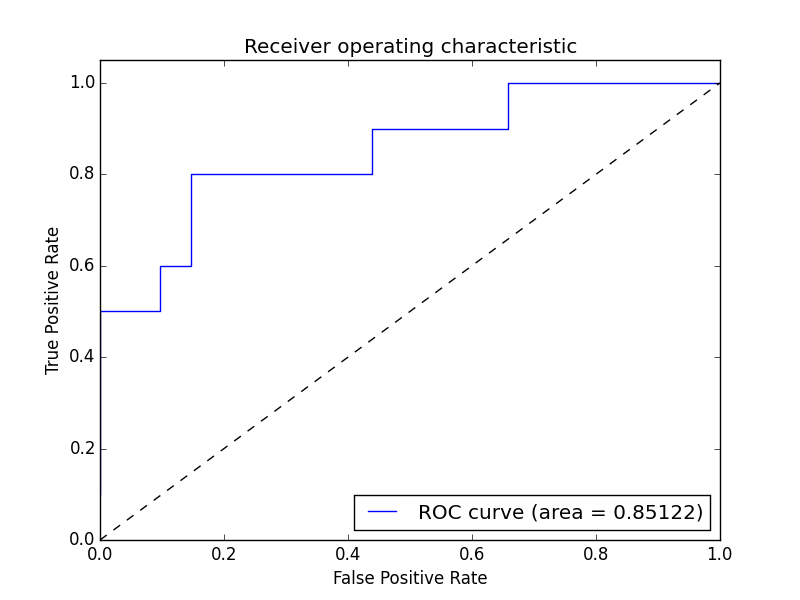 Receiver operating characteristic
True Positive Rate
1.0
0.8
0.6
0.4
0.2
0.0
ROC curve (area = 0.85122)
0.0 0.2 0.4 0.6 0.8 1.0
False Positive Rate